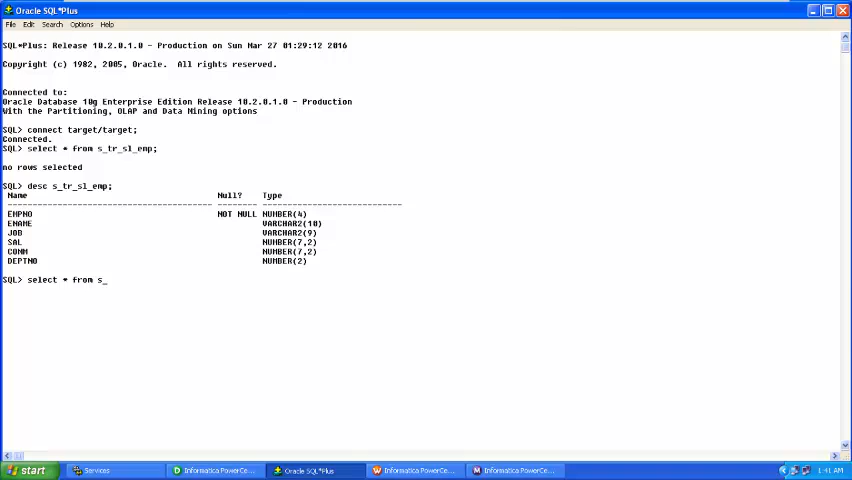 Oracle SQL*Plus
File Edit Search Options Help
SQL*Plus: Release 10.2.0.1.0 - Production on Sun Mar 27 01:29:12 2016
Copyright (c) 1982, 2005, Oracle.  All rights reserved.
Connected to:
Oracle Database 10g Enterprise Edition Release 10.2.0.1.0 - Production
With the Partitioning, OLAP and Data Mining options
SQL> connect target/target;
Connected.
SQL> select * from s_tr_sl_emp;
no rows selected
SQL> desc s_tr_sl_emp;
Name Null? Type
----------------------------------------- -------- ----------------------------
EMPNO NOT NULL NUMBER(4)
ENAME VARCHAR2(10)
JOB VARCHAR2(9)
SAL NUMBER(7,2)
COMM NUMBER(7,2)
DEPTNO NUMBER(2)
SQL> select * from s_
start Services Informatica PowerCe... Oracle SQL*Plus Informatica PowerCe... Informatica PowerCe... 1:41 AM